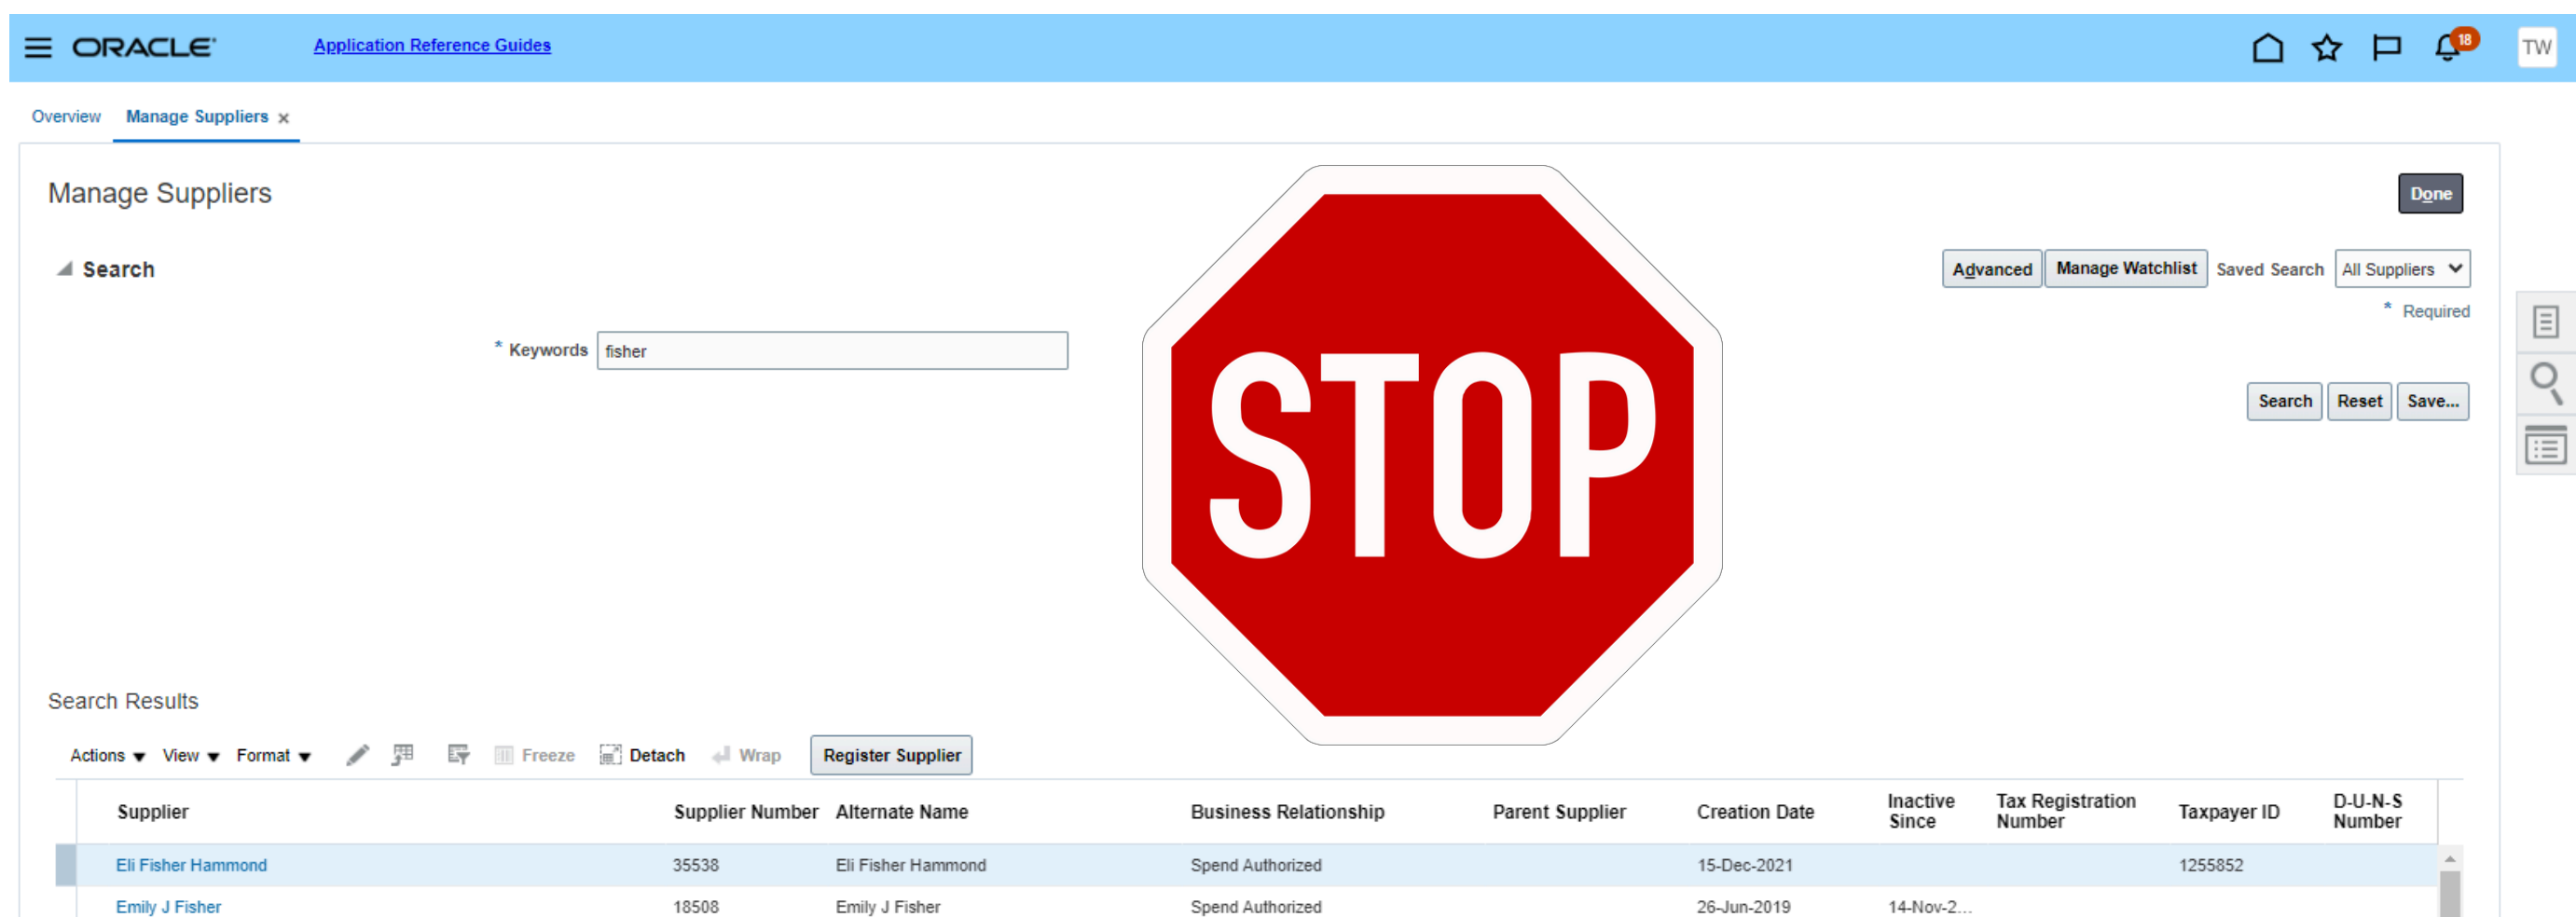 ORACLE Application Reference Guides 18 TW
Overview Manage Suppliers x
Manage Suppliers Done
Search Advanced Manage Watchlist Saved Search All Suppliers
* Required
* Keywords fisher
STOP
Search Reset Save...
Search Results
Actions View Format Freeze Detach Wrap Register Supplier
Supplier Supplier Number Alternate Name Business Relationship Parent Supplier Creation Date Inactive Since Tax Registration Number Taxpayer ID D-U-N-S Number
Eli Fisher Hammond 35538 Eli Fisher Hammond Spend Authorized 15-Dec-2021 1255852
Emily J Fisher 18508 Emily J Fisher Spend Authorized 26-Jun-2019 14-Nov-2...